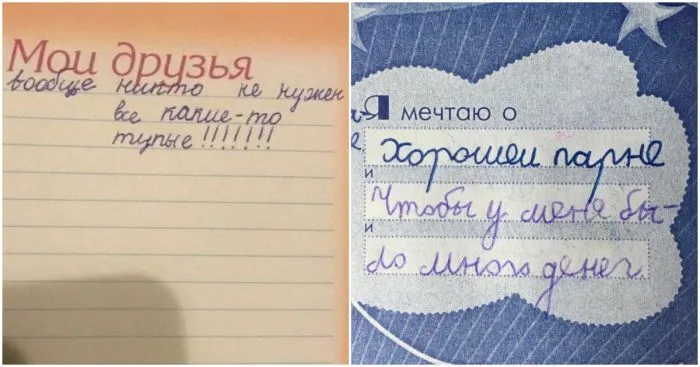 Мои друзья
вообще никто не нужен
все какие-то
тупые !!!!!!!
Я мечтаю о
хорошем парне
и
Чтобы у меня бы-
и
ло много денег